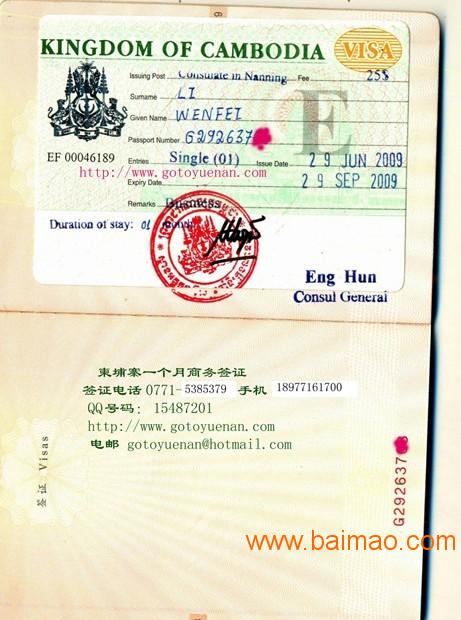 KINGDOM OF CAMBODIA VISA
Issuing Post Consulate in Nanning Fee 25$
Surname LI
Given Name WENFEI
Passport Number G292637
EF 00046189 Entries Single (01) Issue Date 29 JUN 2009
http://www.gotoyuenan.com
Expiry Date 29 SEP 2009
Remarks Business
Duration of stay: 01 month
E
Eng Hun
Consul General
柬埔寨一个月商务签证
签证电话 0771-5385379 手机 18977161700
QQ号码: 15487201
http://www.gotoyuenan.com
电邮 gotoyuenan@hotmail.com
签证 Visas
G292637
www.baimao.com
9